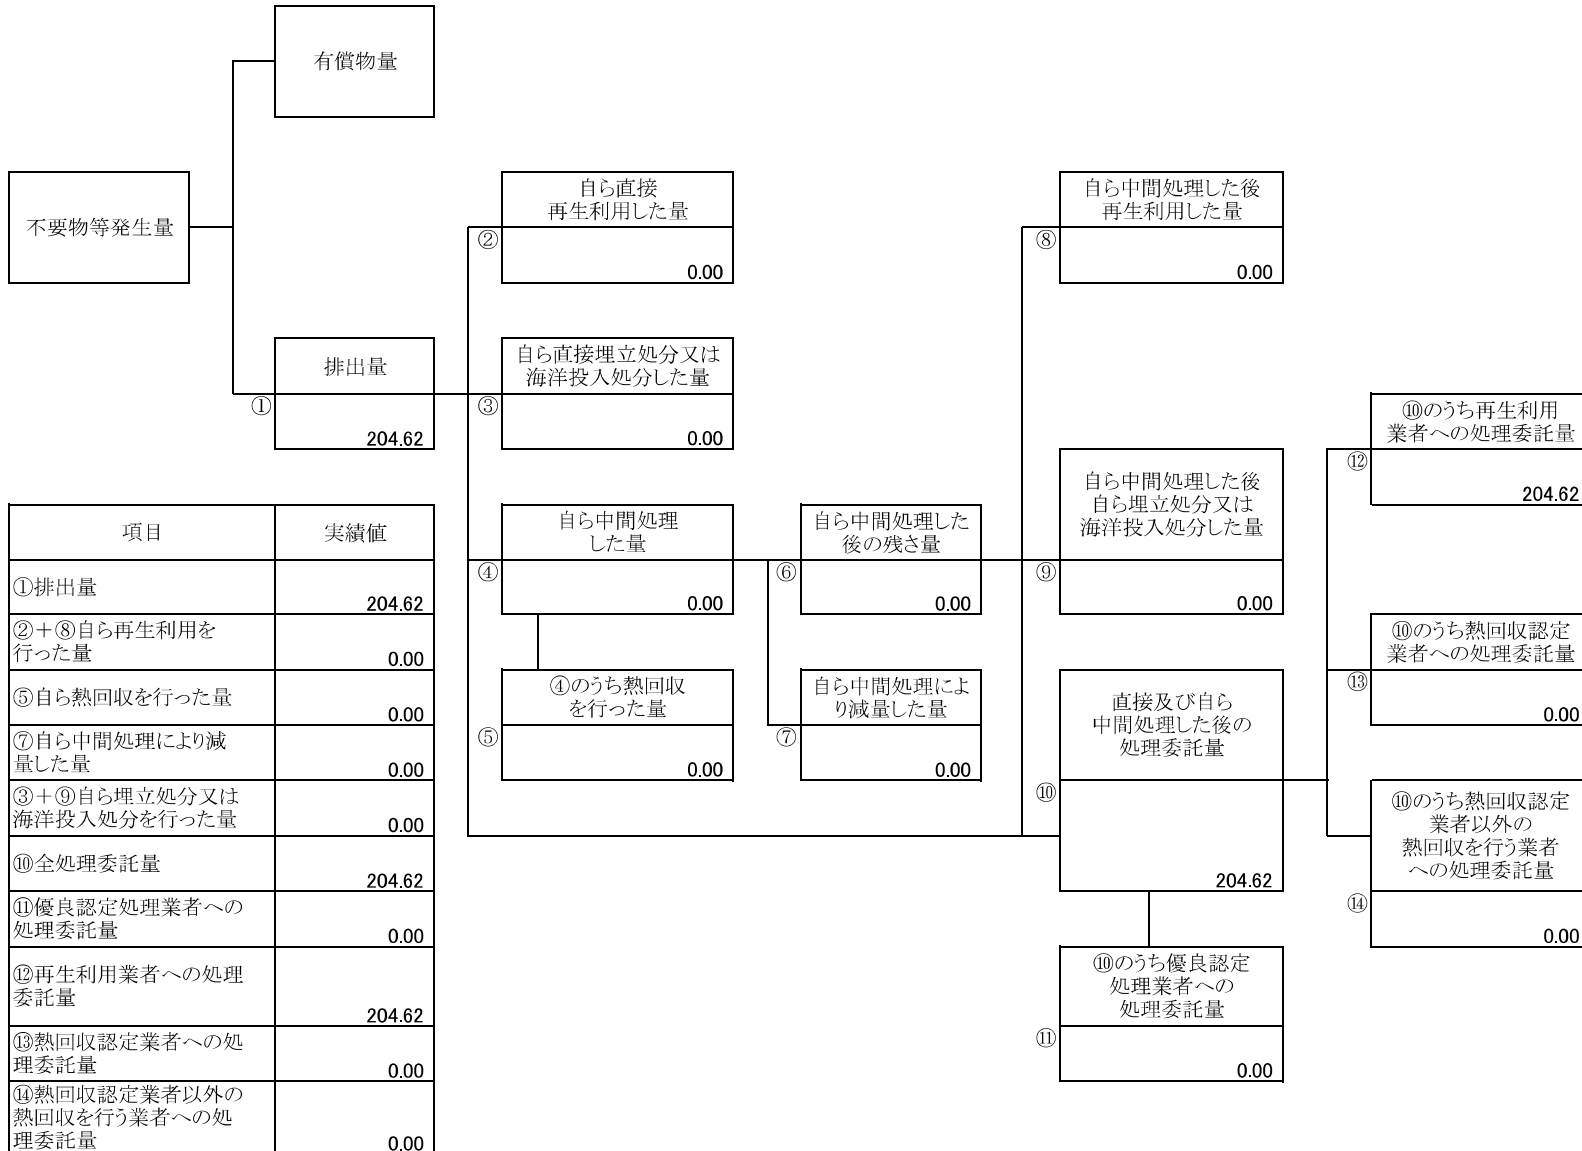 有償物量
不要物等発生量
自ら直接
再生利用した量
②
0.00
自ら中間処理した後
再生利用した量
⑧
0.00
排出量
①
204.62
自ら直接埋立処分又は
海洋投入処分した量
③
0.00
⑩のうち再生利用
業者への処理委託量
⑫
204.62
自ら中間処理
した量
④
0.00
自ら中間処理した
後の残さ量
⑥
0.00
自ら中間処理した後
自ら埋立処分又は
海洋投入処分した量
⑨
0.00
⑩のうち熱回収認定
業者への処理委託量
⑬
0.00
④のうち熱回収
を行った量
⑤
0.00
自ら中間処理によ
り減量した量
⑦
0.00
直接及び自ら
中間処理した後の
処理委託量
⑩
204.62
⑩のうち熱回収認定
業者以外の
熱回収を行う業者
への処理委託量
⑭
0.00
⑩のうち優良認定
処理業者への
処理委託量
⑪
0.00
項目 実績値
①排出量
204.62
②+⑧自ら再生利用を
行った量
0.00
⑤自ら熱回収を行った量
0.00
⑦自ら中間処理により減
量した量
0.00
③+⑨自ら埋立処分又は
海洋投入処分を行った量
0.00
⑩全処理委託量
204.62
⑪優良認定処理業者への
処理委託量
0.00
⑫再生利用業者への処理
委託量
204.62
⑬熱回収認定業者への処
理委託量
0.00
⑭熱回収認定業者以外の
熱回収を行う業者への処
理委託量
0.00